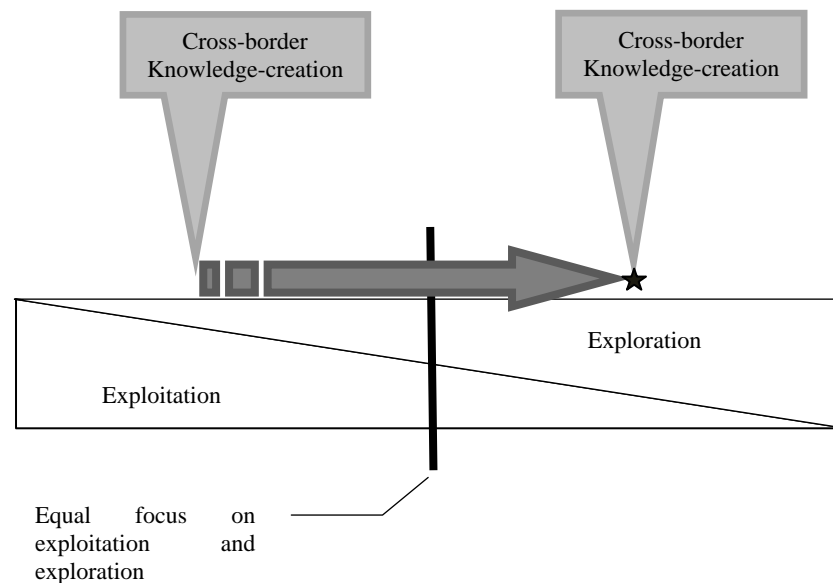 Cross-border
Knowledge-creation
Cross-border
Knowledge-creation
Exploration
Exploitation
Equal focus on
exploitation and
exploration